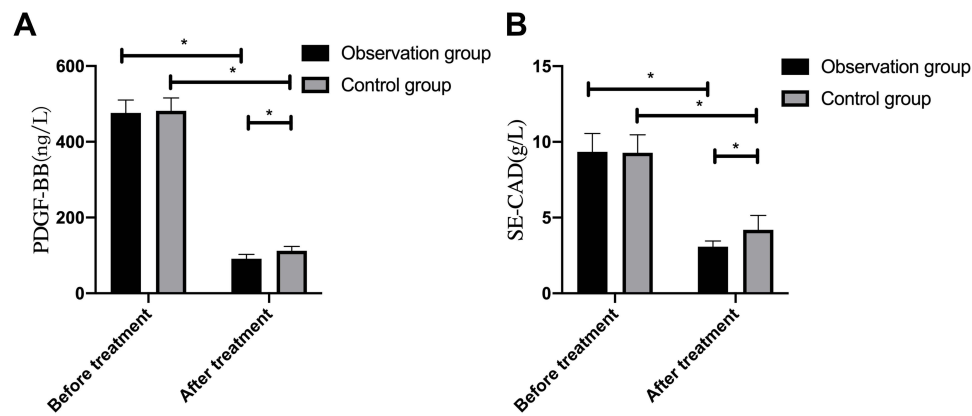 A
PDGF-BB(ng/L)
600
400
200
0
*
*
*
Observation group
Control group
Before treatment
After treatment
B
SE-CAD(g/L)
15
10
5
0
*
*
*
Observation group
Control group
Before treatment
After treatment